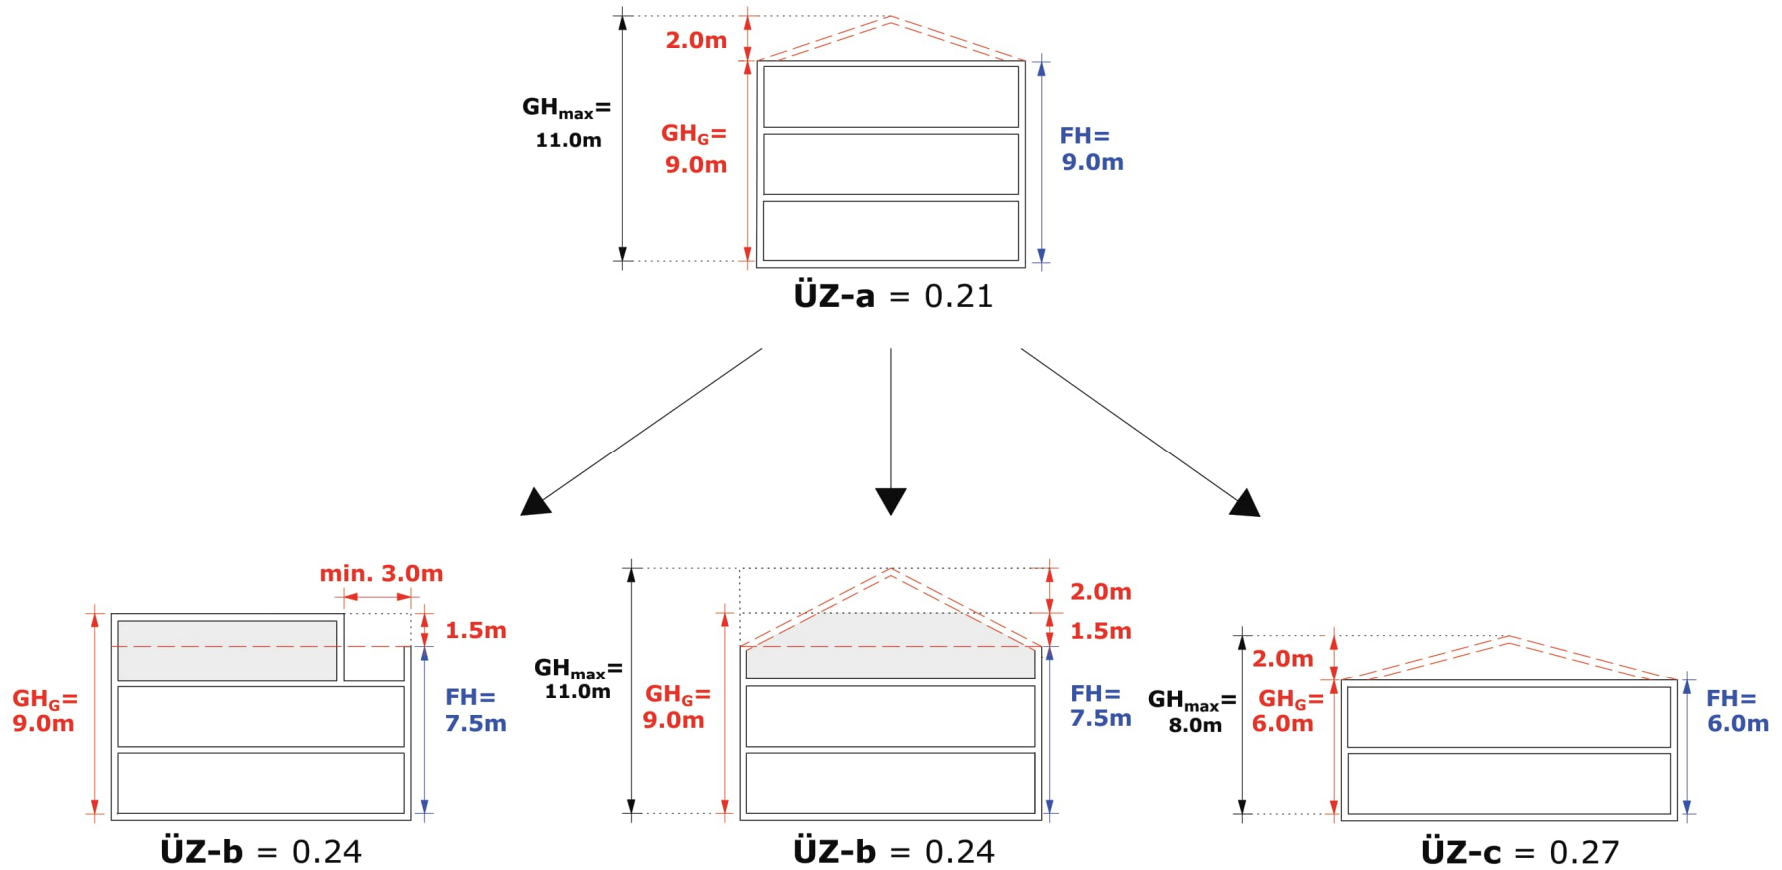 2.0m
GHmax=
11.0m
GHG=
9.0m
FH=
9.0m
ÜZ-a = 0.21
min. 3.0m
1.5m
GHG=
9.0m
FH=
7.5m
ÜZ-b = 0.24
2.0m
1.5m
GHmax=
11.0m
GHG=
9.0m
FH=
7.5m
ÜZ-b = 0.24
2.0m
GHmax=
8.0m
GHG=
6.0m
FH=
6.0m
ÜZ-c = 0.27